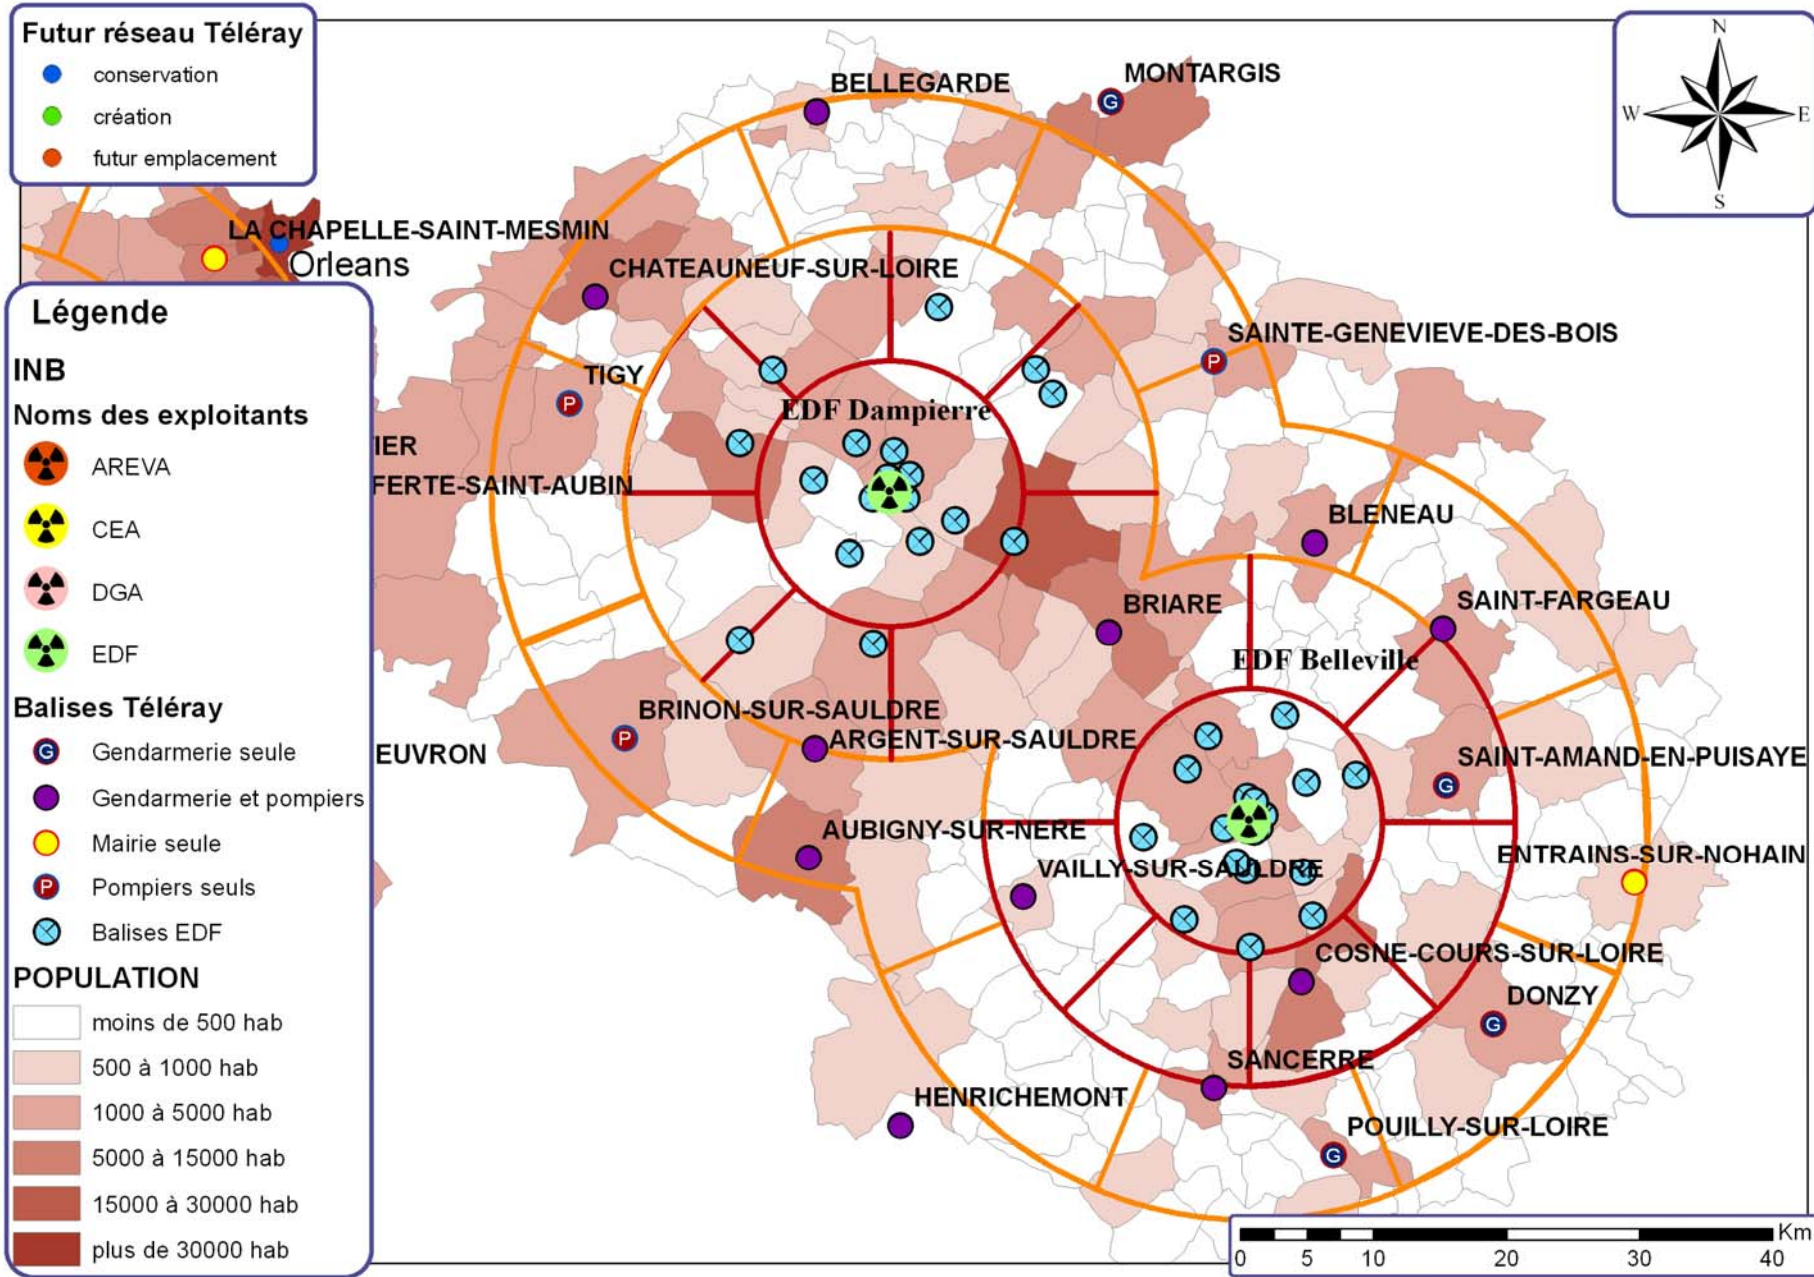 Futur réseau Téléray
conservation
création
futur emplacement
N
W E
S
BELLEGARDE
MONTARGIS
LA CHAPELLE-SAINT-MESMIN
Orleans
CHATEAUNEUF-SUR-LOIRE
SAINTE-GENEVIEVE-DES-BOIS
P
TIGY
P
EDF Dampierre
IER
FERTE-SAINT-AUBIN
BLENEAU
BRIARE
SAINT-FARGEAU
EDF Belleville
BRINON-SUR-SAULDRE
P
ARGENT-SUR-SAULDRE
EUVRON
SAINT-AMAND-EN-PUISAYE
G
AUBIGNY-SUR-NERE
VAILLY-SUR-SAULDRE
ENTRAINS-SUR-NOHAIN
COSNE-COURS-SUR-LOIRE
DONZY
G
SANCERRE
HENRICHEMONT
POUILLY-SUR-LOIRE
G
G
Légende
INB
Noms des exploitants
AREVA
CEA
DGA
EDF
Balises Téléray
G Gendarmerie seule
Gendarmerie et pompiers
Mairie seule
P Pompiers seuls
Balises EDF
POPULATION
moins de 500 hab
500 à 1000 hab
1000 à 5000 hab
5000 à 15000 hab
15000 à 30000 hab
plus de 30000 hab
Km
0 5 10 20 30 40